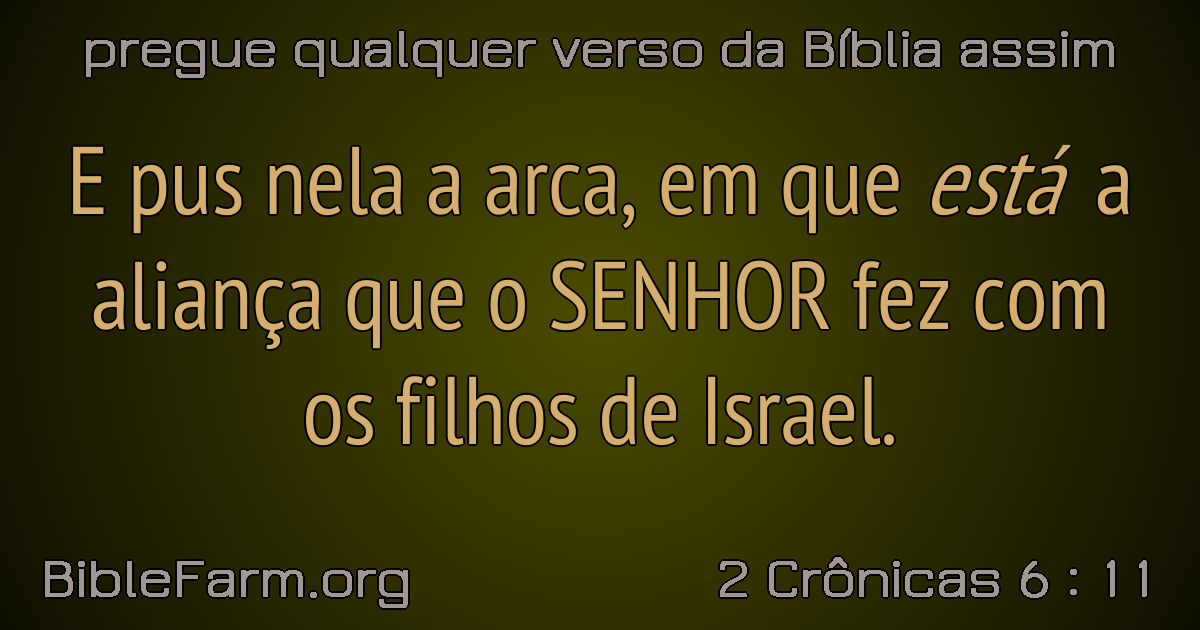 pregue qualquer verso da Bíblia assim
E pus nela a arca, em que está a
aliança que o SENHOR fez com
os filhos de Israel.
BibleFarm.org
2 Crônicas 6 : 11